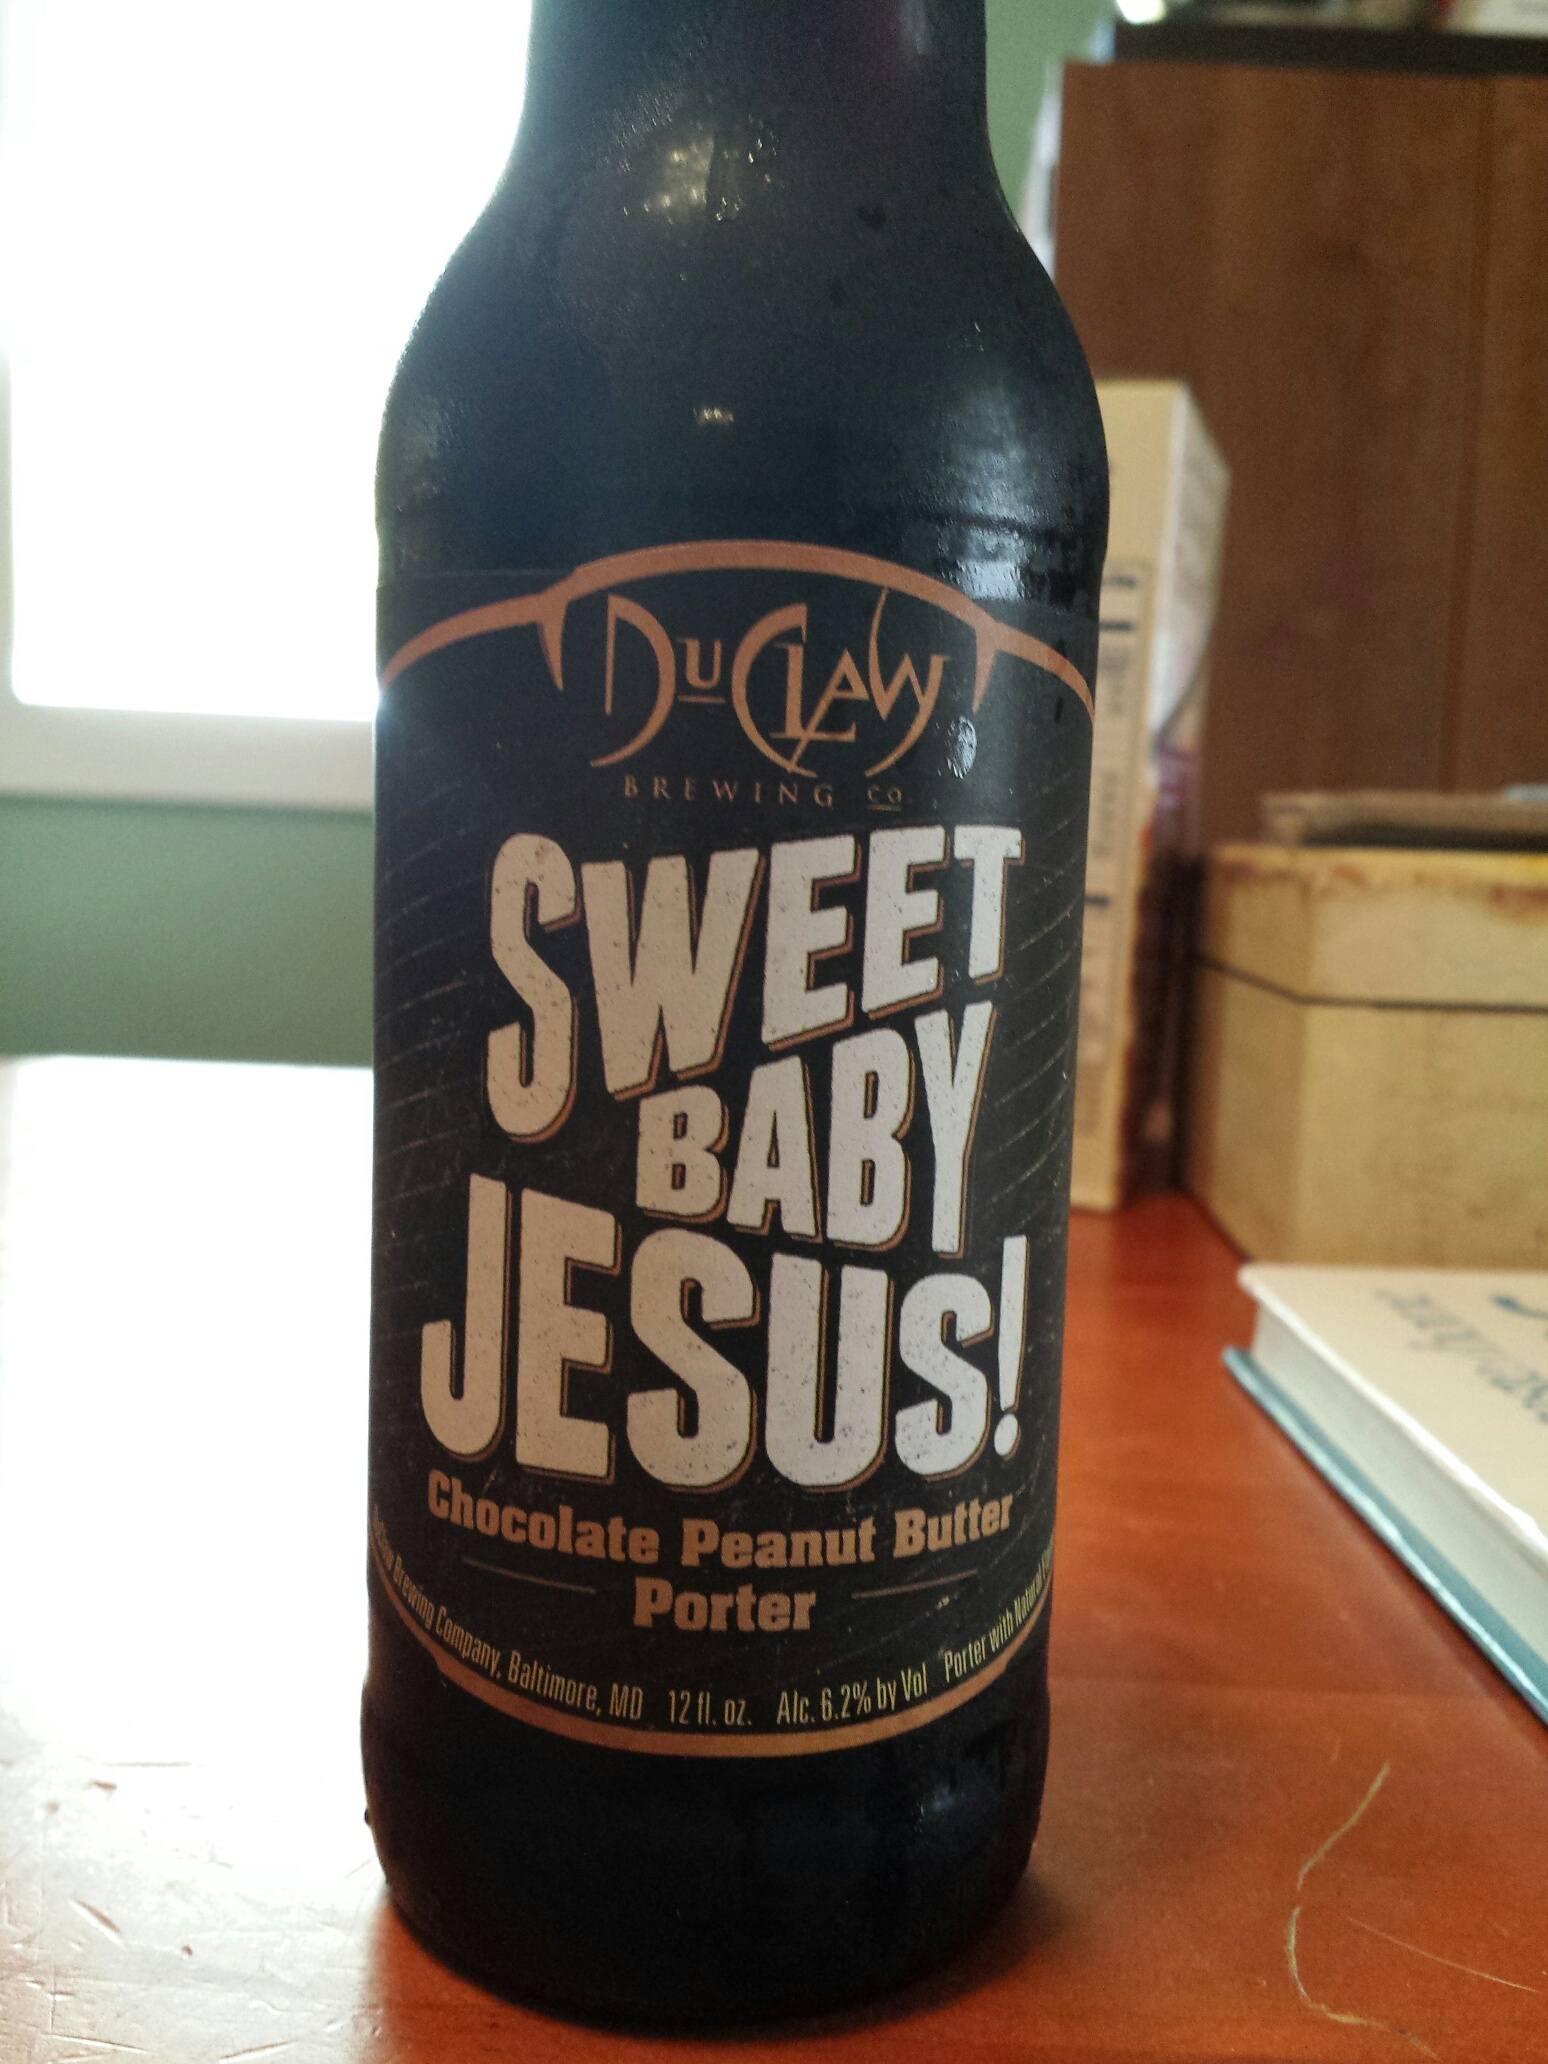 DUCLAW
BREWING CO.
SWEET
BABY
JESUS!
Chocolate Peanut Butter
Porter
Brewing Company, Baltimore, MD 12 fl. oz. Alc. 6.2% by Vol Porter with Natural